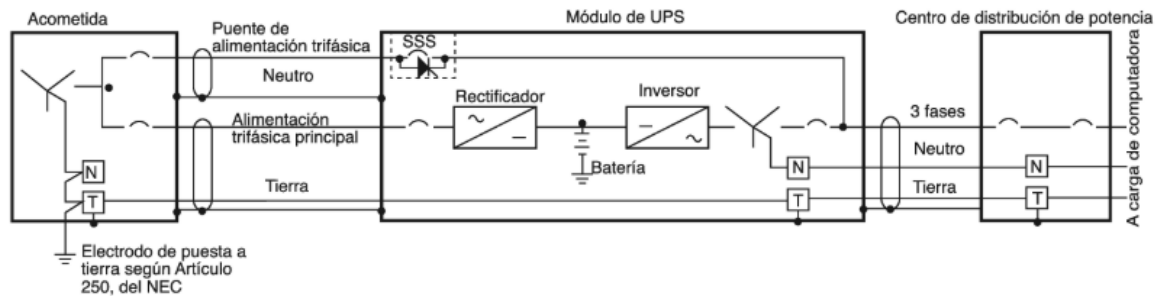 Acometida
Puente de
alimentación trifásica
Neutro
Alimentación
trifásica principal
Tierra
N
T
Electrodo de puesta a
tierra según Artículo
250, del NEC
Módulo de UPS
SSS
Rectificador
Inversor
Batería
N
T
Centro de distribución de potencia
3 fases
Neutro
Tierra
N
T
A carga de computadora